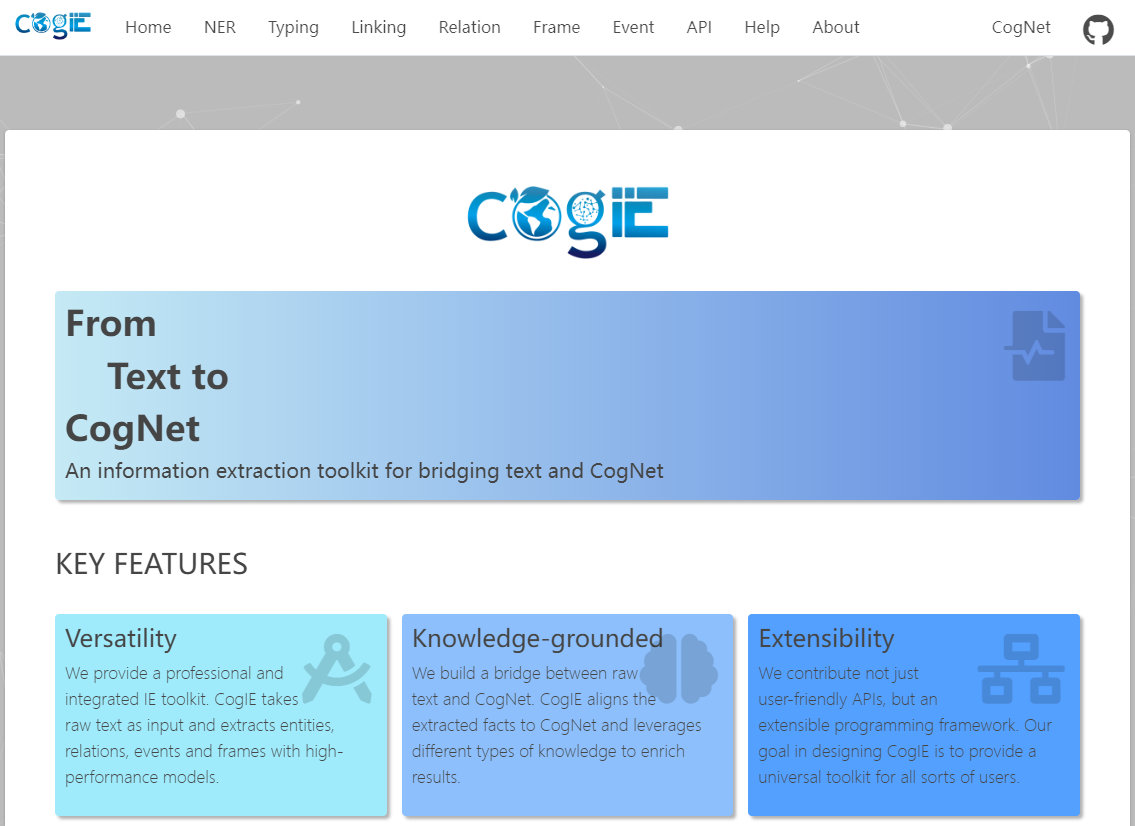 CogIE Home NER Typing Linking Relation Frame Event API Help About CogNet
CogIE
From
Text to
CogNet
An information extraction toolkit for bridging text and CogNet
KEY FEATURES
Versatility
We provide a professional and
integrated IE toolkit. CogIE takes
raw text as input and extracts entities,
relations, events and frames with high-
performance models.
Knowledge-grounded
We build a bridge between raw
text and CogNet. CogIE aligns the
extracted facts to CogNet and leverages
different types of knowledge to enrich
results.
Extensibility
We contribute not just
user-friendly APIs, but an
extensible programming framework. Our
goal in designing CogIE is to provide a
universal toolkit for all sorts of users.